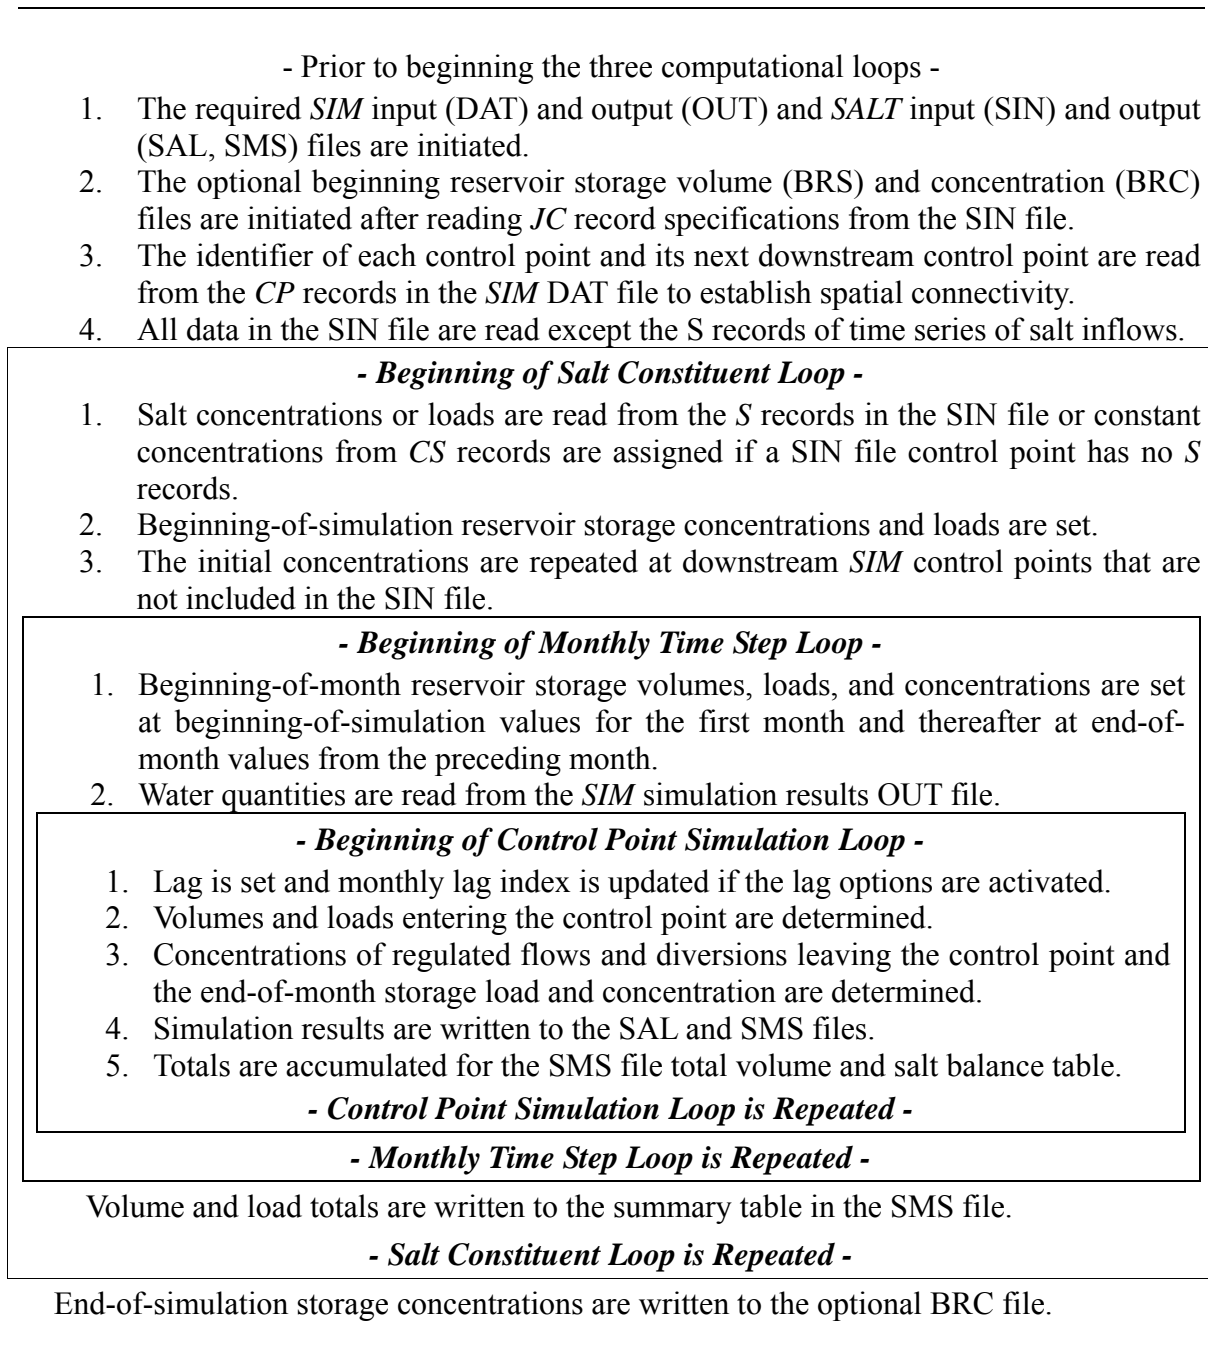 - Prior to beginning the three computational loops -
1. The required SIM input (DAT) and output (OUT) and SALT input (SIN) and output
(SAL, SMS) files are initiated.
2. The optional beginning reservoir storage volume (BRS) and concentration (BRC)
files are initiated after reading JC record specifications from the SIN file.
3. The identifier of each control point and its next downstream control point are read
from the CP records in the SIM DAT file to establish spatial connectivity.
4. All data in the SIN file are read except the S records of time series of salt inflows.
- Beginning of Salt Constituent Loop -
1. Salt concentrations or loads are read from the S records in the SIN file or constant
concentrations from CS records are assigned if a SIN file control point has no S
records.
2. Beginning-of-simulation reservoir storage concentrations and loads are set.
3. The initial concentrations are repeated at downstream SIM control points that are
not included in the SIN file.
- Beginning of Monthly Time Step Loop -
1. Beginning-of-month reservoir storage volumes, loads, and concentrations are set
at beginning-of-simulation values for the first month and thereafter at end-of-
month values from the preceding month.
2. Water quantities are read from the SIM simulation results OUT file.
- Beginning of Control Point Simulation Loop -
1. Lag is set and monthly lag index is updated if the lag options are activated.
2. Volumes and loads entering the control point are determined.
3. Concentrations of regulated flows and diversions leaving the control point and
the end-of-month storage load and concentration are determined.
4. Simulation results are written to the SAL and SMS files.
5. Totals are accumulated for the SMS file total volume and salt balance table.
- Control Point Simulation Loop is Repeated -
- Monthly Time Step Loop is Repeated -
Volume and load totals are written to the summary table in the SMS file.
- Salt Constituent Loop is Repeated -
End-of-simulation storage concentrations are written to the optional BRC file.